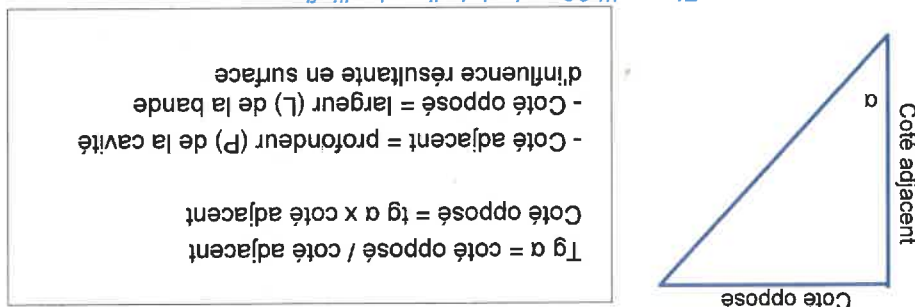 Coté opposé
Coté adjacent
α
Tg α = coté opposé / coté adjacent
Coté opposé = tg α x coté adjacent
- Coté adjacent = profondeur (P) de la cavité
- Coté opposé = largeur (L) de la bande
d'influence résultante en surface